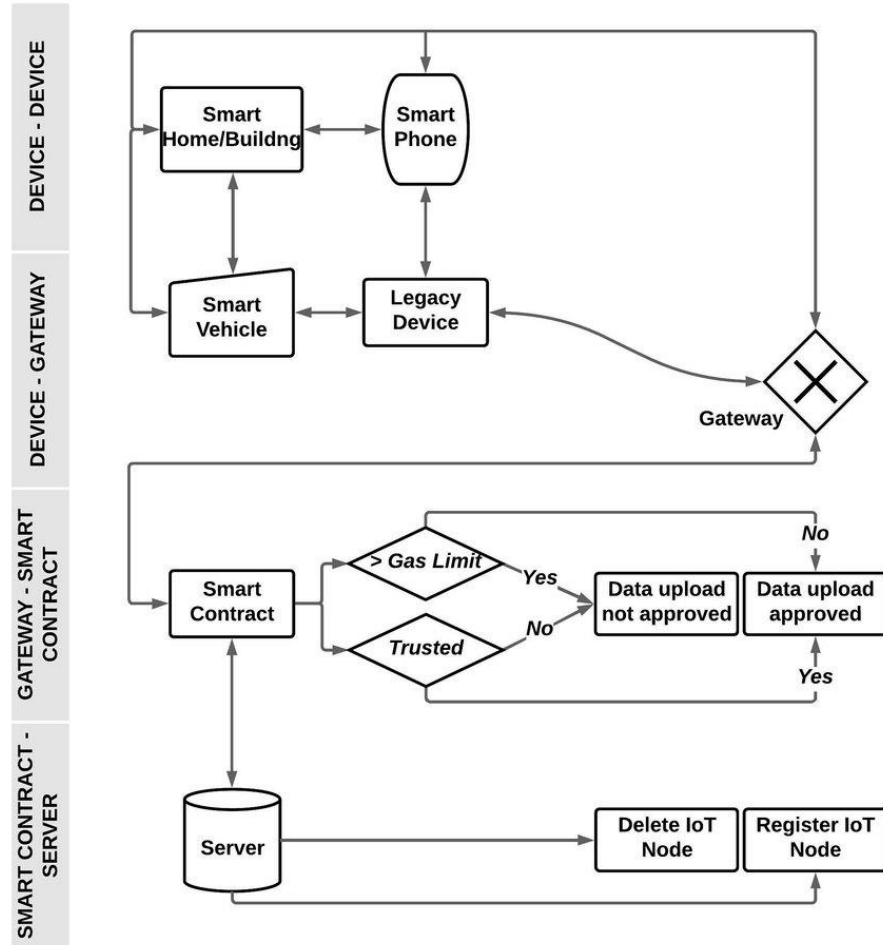 DEVICE - DEVICE
Smart
Home/Buildng
Smart
Phone
DEVICE - GATEWAY
Smart
Vehicle
Legacy
Device
Gateway
GATEWAY - SMART
CONTRACT
Smart
Contract
> Gas Limit
Yes
No
Trusted
No
Yes
Data upload
not approved
Data upload
approved
SMART CONTRACT -
SERVER
Server
Delete IoT
Node
Register IoT
Node